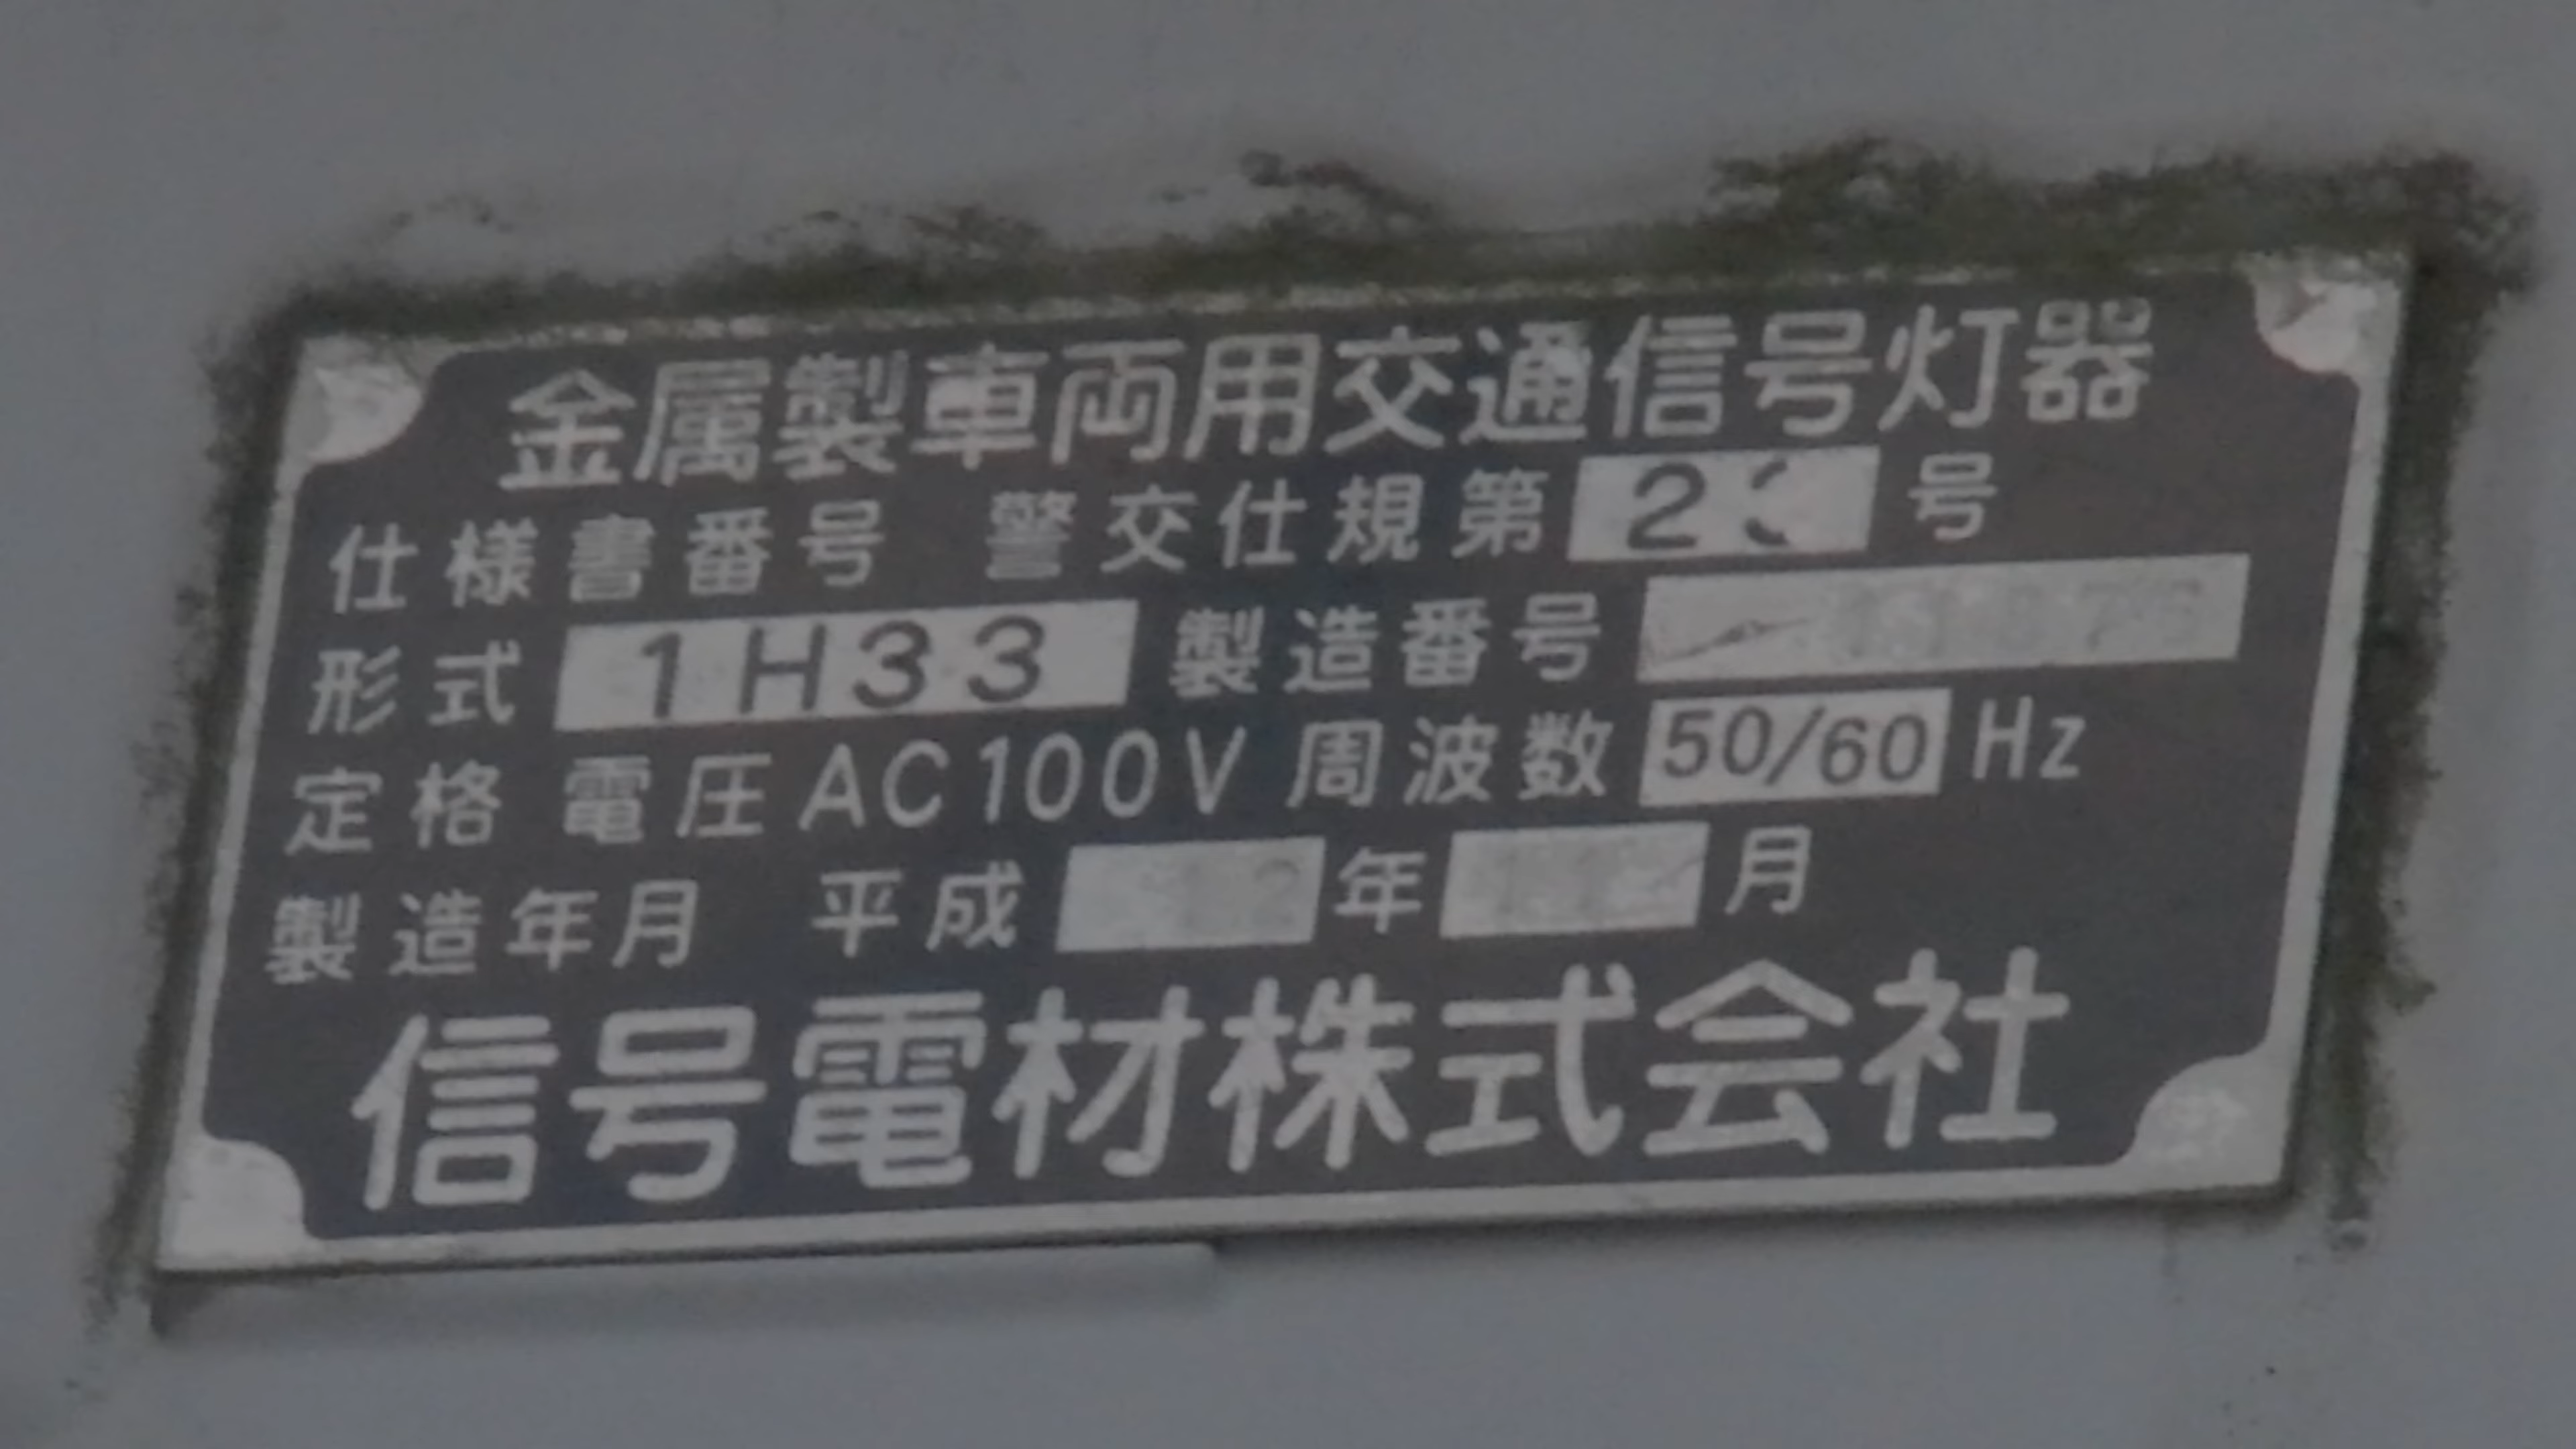 金属製車両用交通信号灯器
仕様書番号 警交仕規第 2 号
形式 1H33 製造番号
定格 電圧 AC100V 周波数 50/60 Hz
製造年月 平成 年 月
信号電材株式会社